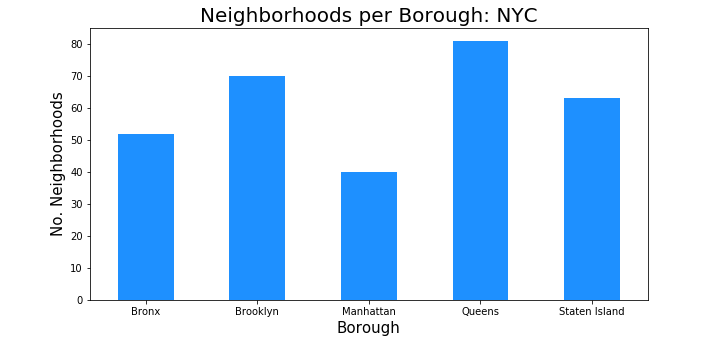 Neighborhoods per Borough: NYC
No. Neighborhoods
80
70
60
50
40
30
20
10
0
Bronx Brooklyn Manhattan Queens Staten Island
Borough